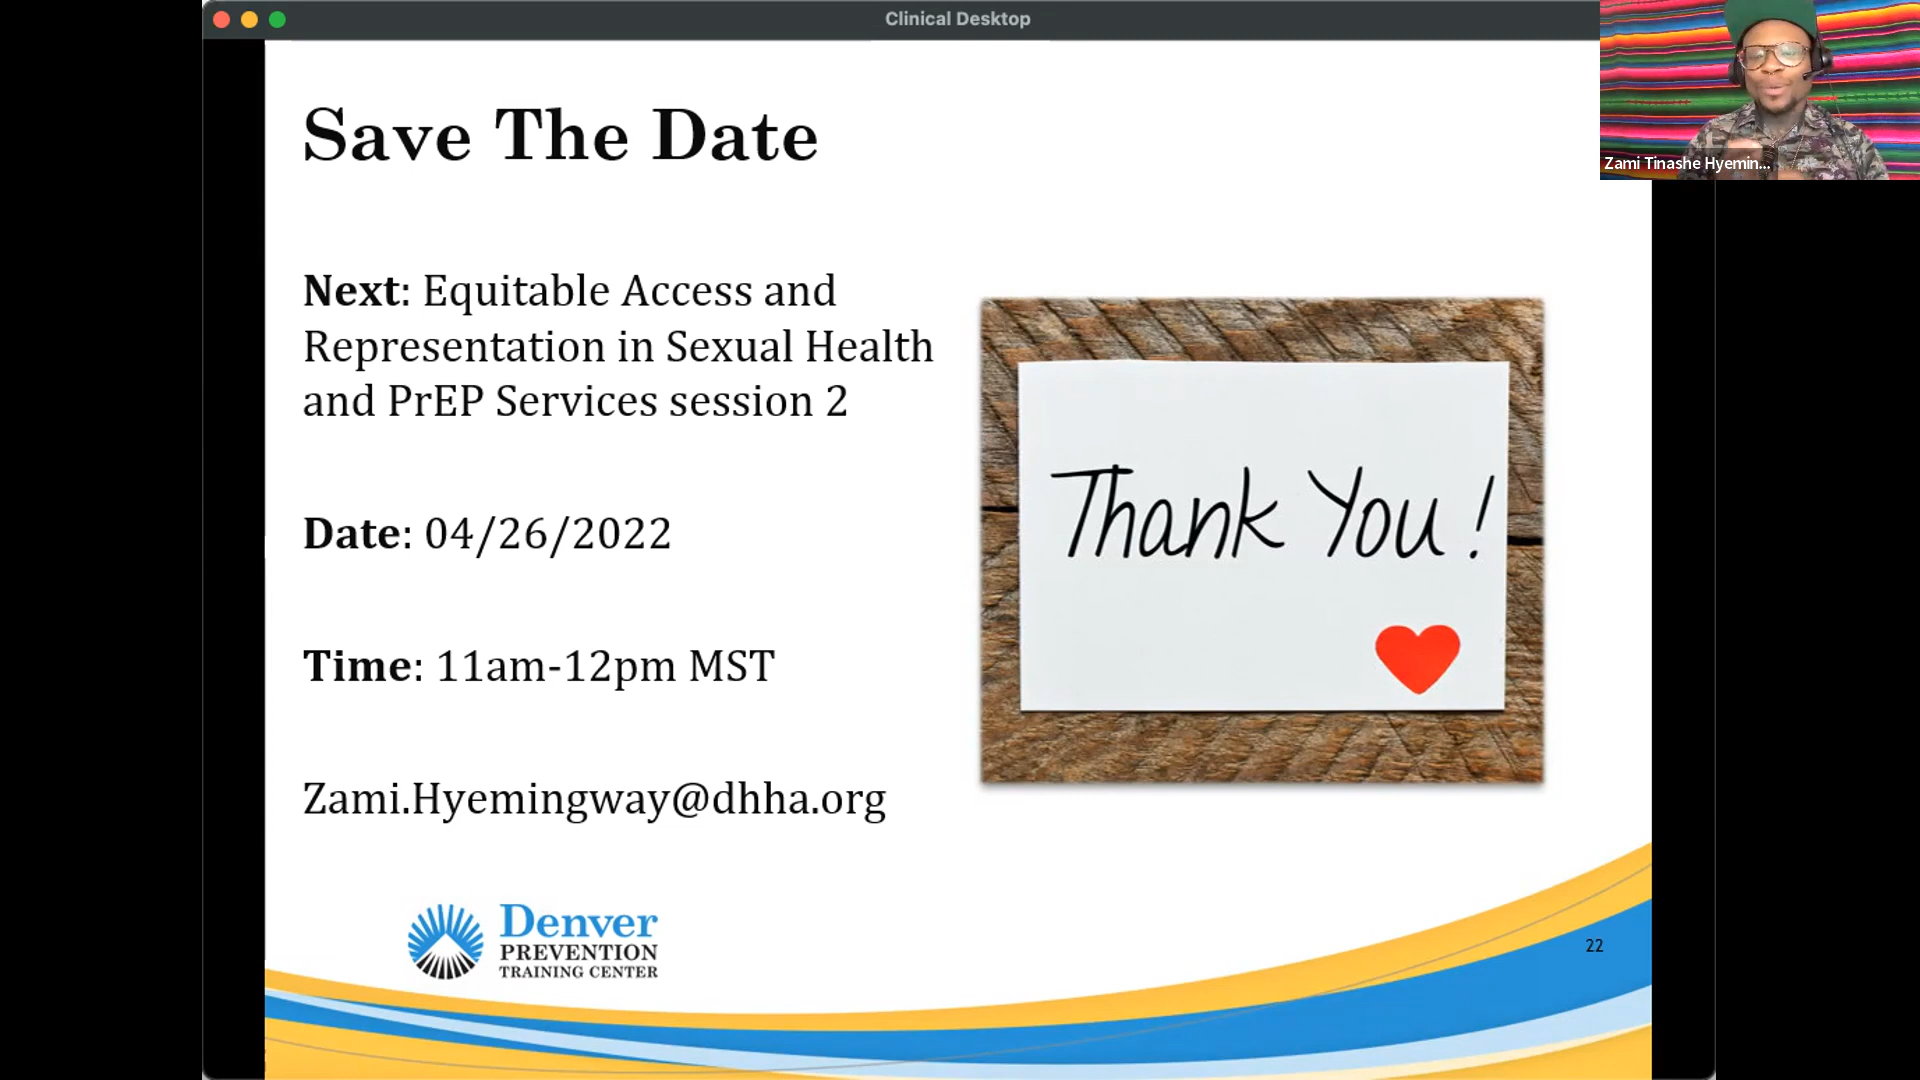 Clinical Desktop
Zami Tinashe Hyemin...
Save The Date
Next: Equitable Access and
Representation in Sexual Health
and PrEP Services session 2
Date: 04/26/2022
Time: 11am-12pm MST
Zami.Hyemingway@dhha.org
Thank You!
Denver
PREVENTION
TRAINING CENTER
22